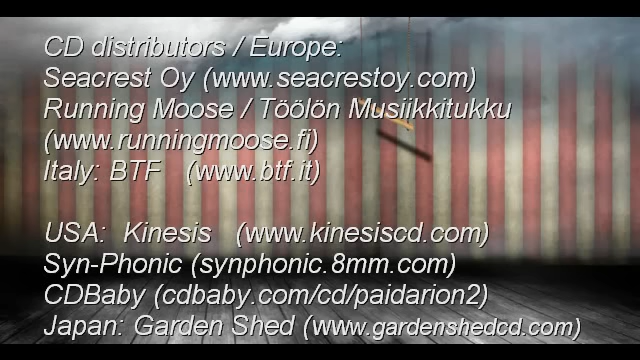 CD distributors / Europe:
Seacrest Oy (www.seacrestoy.com)
Running Moose / Töölön Musiikkitukku
(www.runningmoose.fi)
Italy: BTF (www.btf.it)
USA: Kinesis (www.kinesiscd.com)
Syn-Phonic (synphonic.8mm.com)
CDBaby (cdbaby.com/cd/paidarion2)
Japan: Garden Shed (www.gardenshedcd.com)